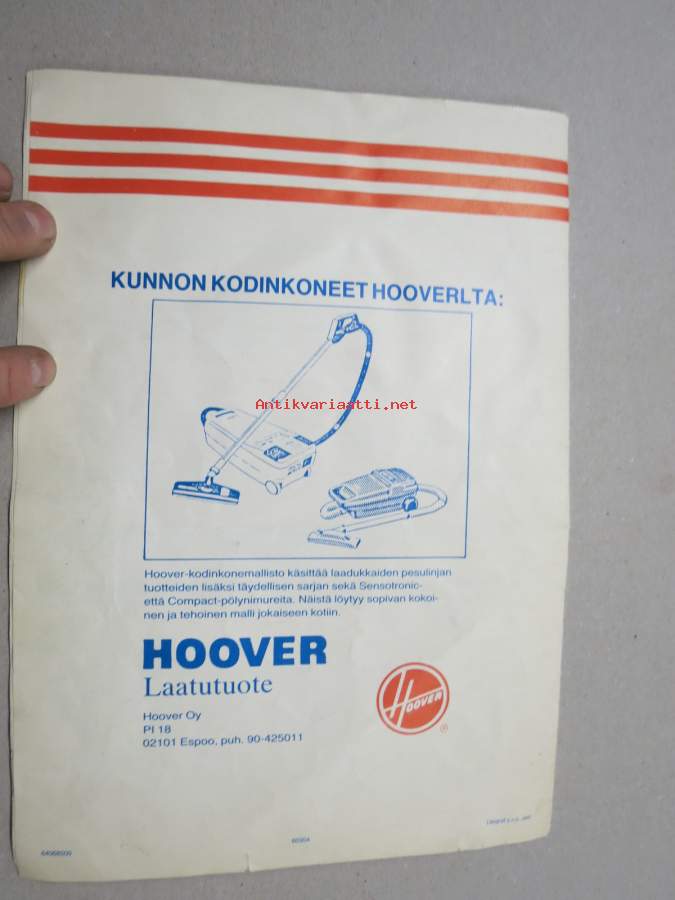 KUNNON KODINKONEET HOOVERLTA:
Antikvariaatti.net
Hoover-kodinkonemallisto käsittää laadukkaiden pesulinjan
tuotteiden lisäksi täydellisen sarjan sekä Sensotronic-
että Compact-pölynimureita. Näistä löytyy sopivan kokoi-
nen ja tehoinen malli jokaiseen kotiin.
HOOVER
Laatutuote
HOOVER
®
Hoover Oy
Pl 18
02101 Espoo, puh. 90-425011